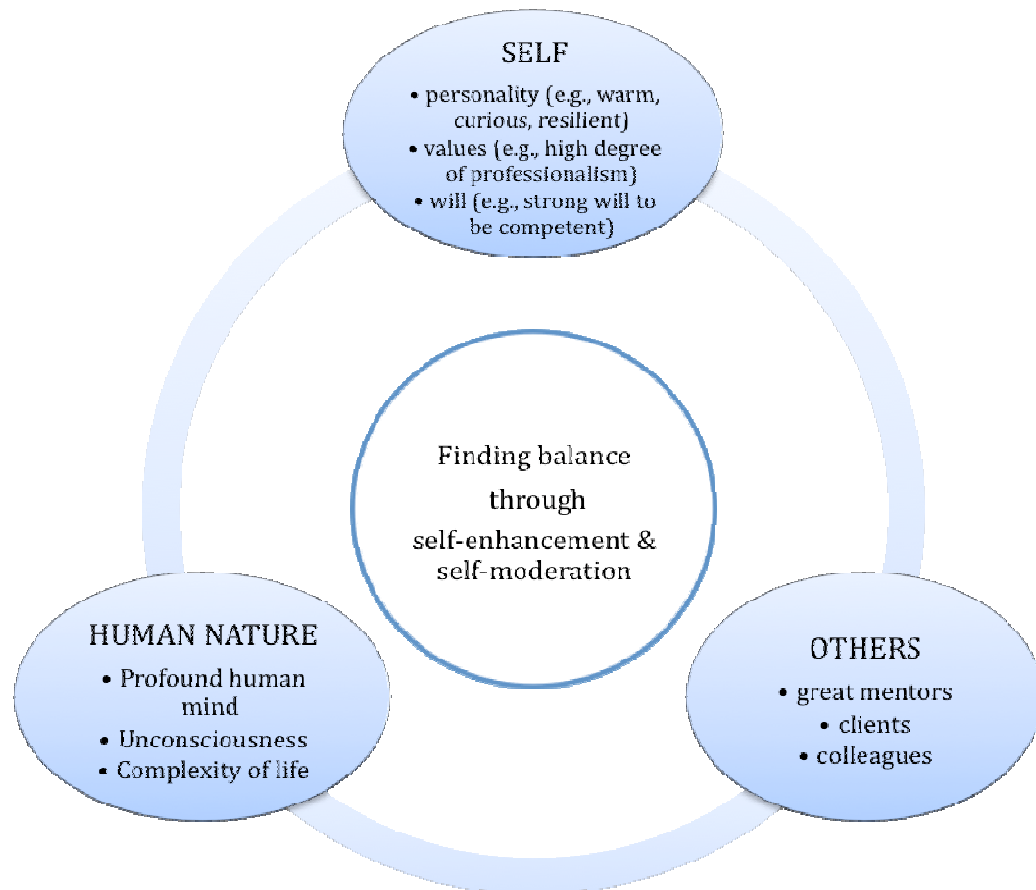 SELF
• personality (e.g., warm,
curious, resilient)
• values (e.g., high degree
of professionalism)
• will (e.g., strong will to
be competent)
Finding balance
through
self-enhancement &
self-moderation
HUMAN NATURE
• Profound human
mind
• Unconsciousness
• Complexity of life
OTHERS
• great mentors
• clients
• colleagues